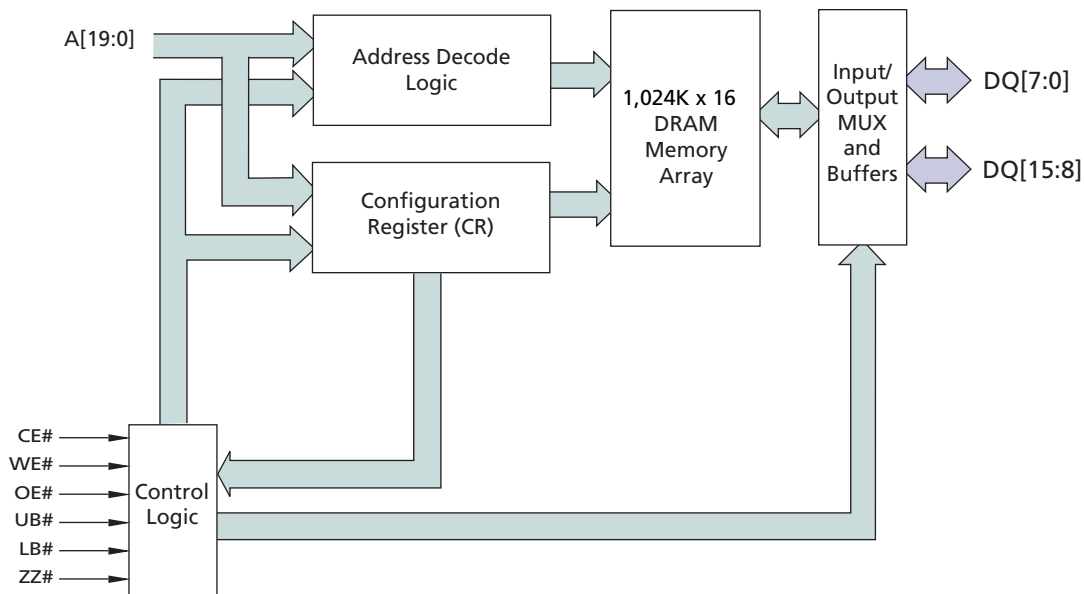 A[19:0]
Address Decode
Logic
1,024K x 16
DRAM
Memory
Array
Input/
Output
MUX
and
Buffers
DQ[7:0]
DQ[15:8]
Configuration
Register (CR)
CE#
WE#
OE#
UB#
LB#
ZZ#
Control
Logic